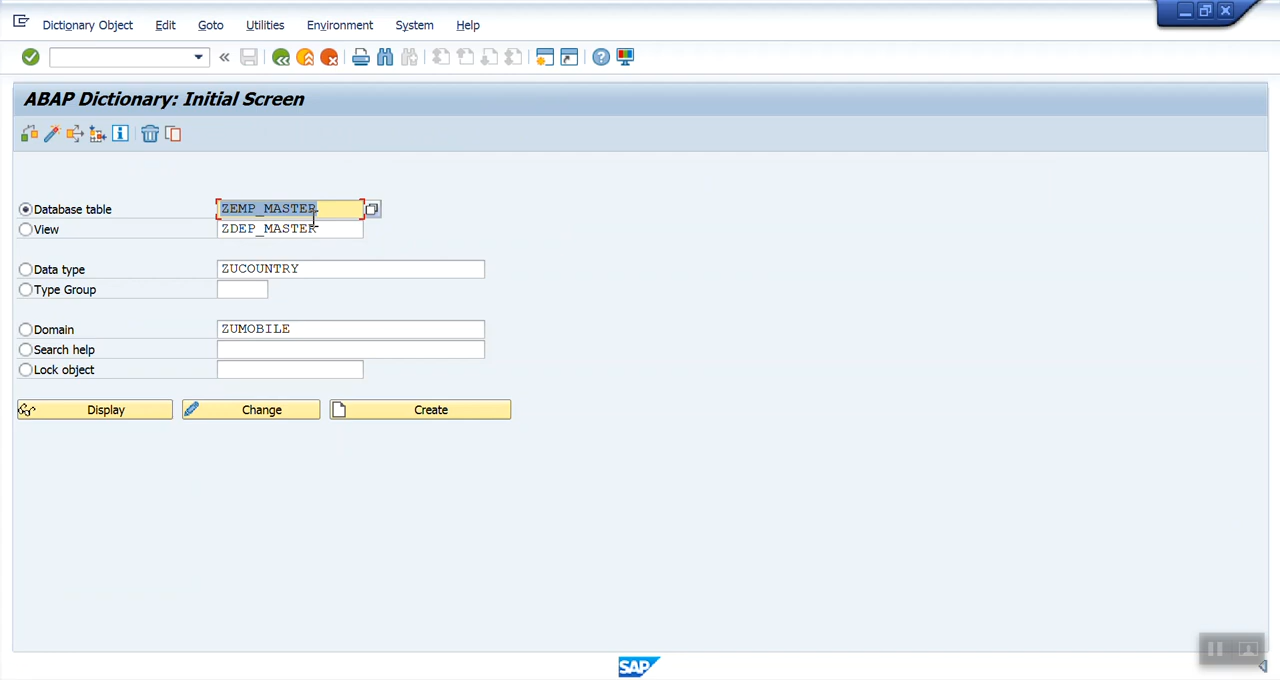 Dictionary Object Edit Goto Utilities Environment System Help
ABAP Dictionary: Initial Screen
Database table ZEMP_MASTER
View ZDEP_MASTER
Data type ZUCOUNTRY
Type Group
Domain ZUMOBILE
Search help
Lock object
Display Change Create
SAP